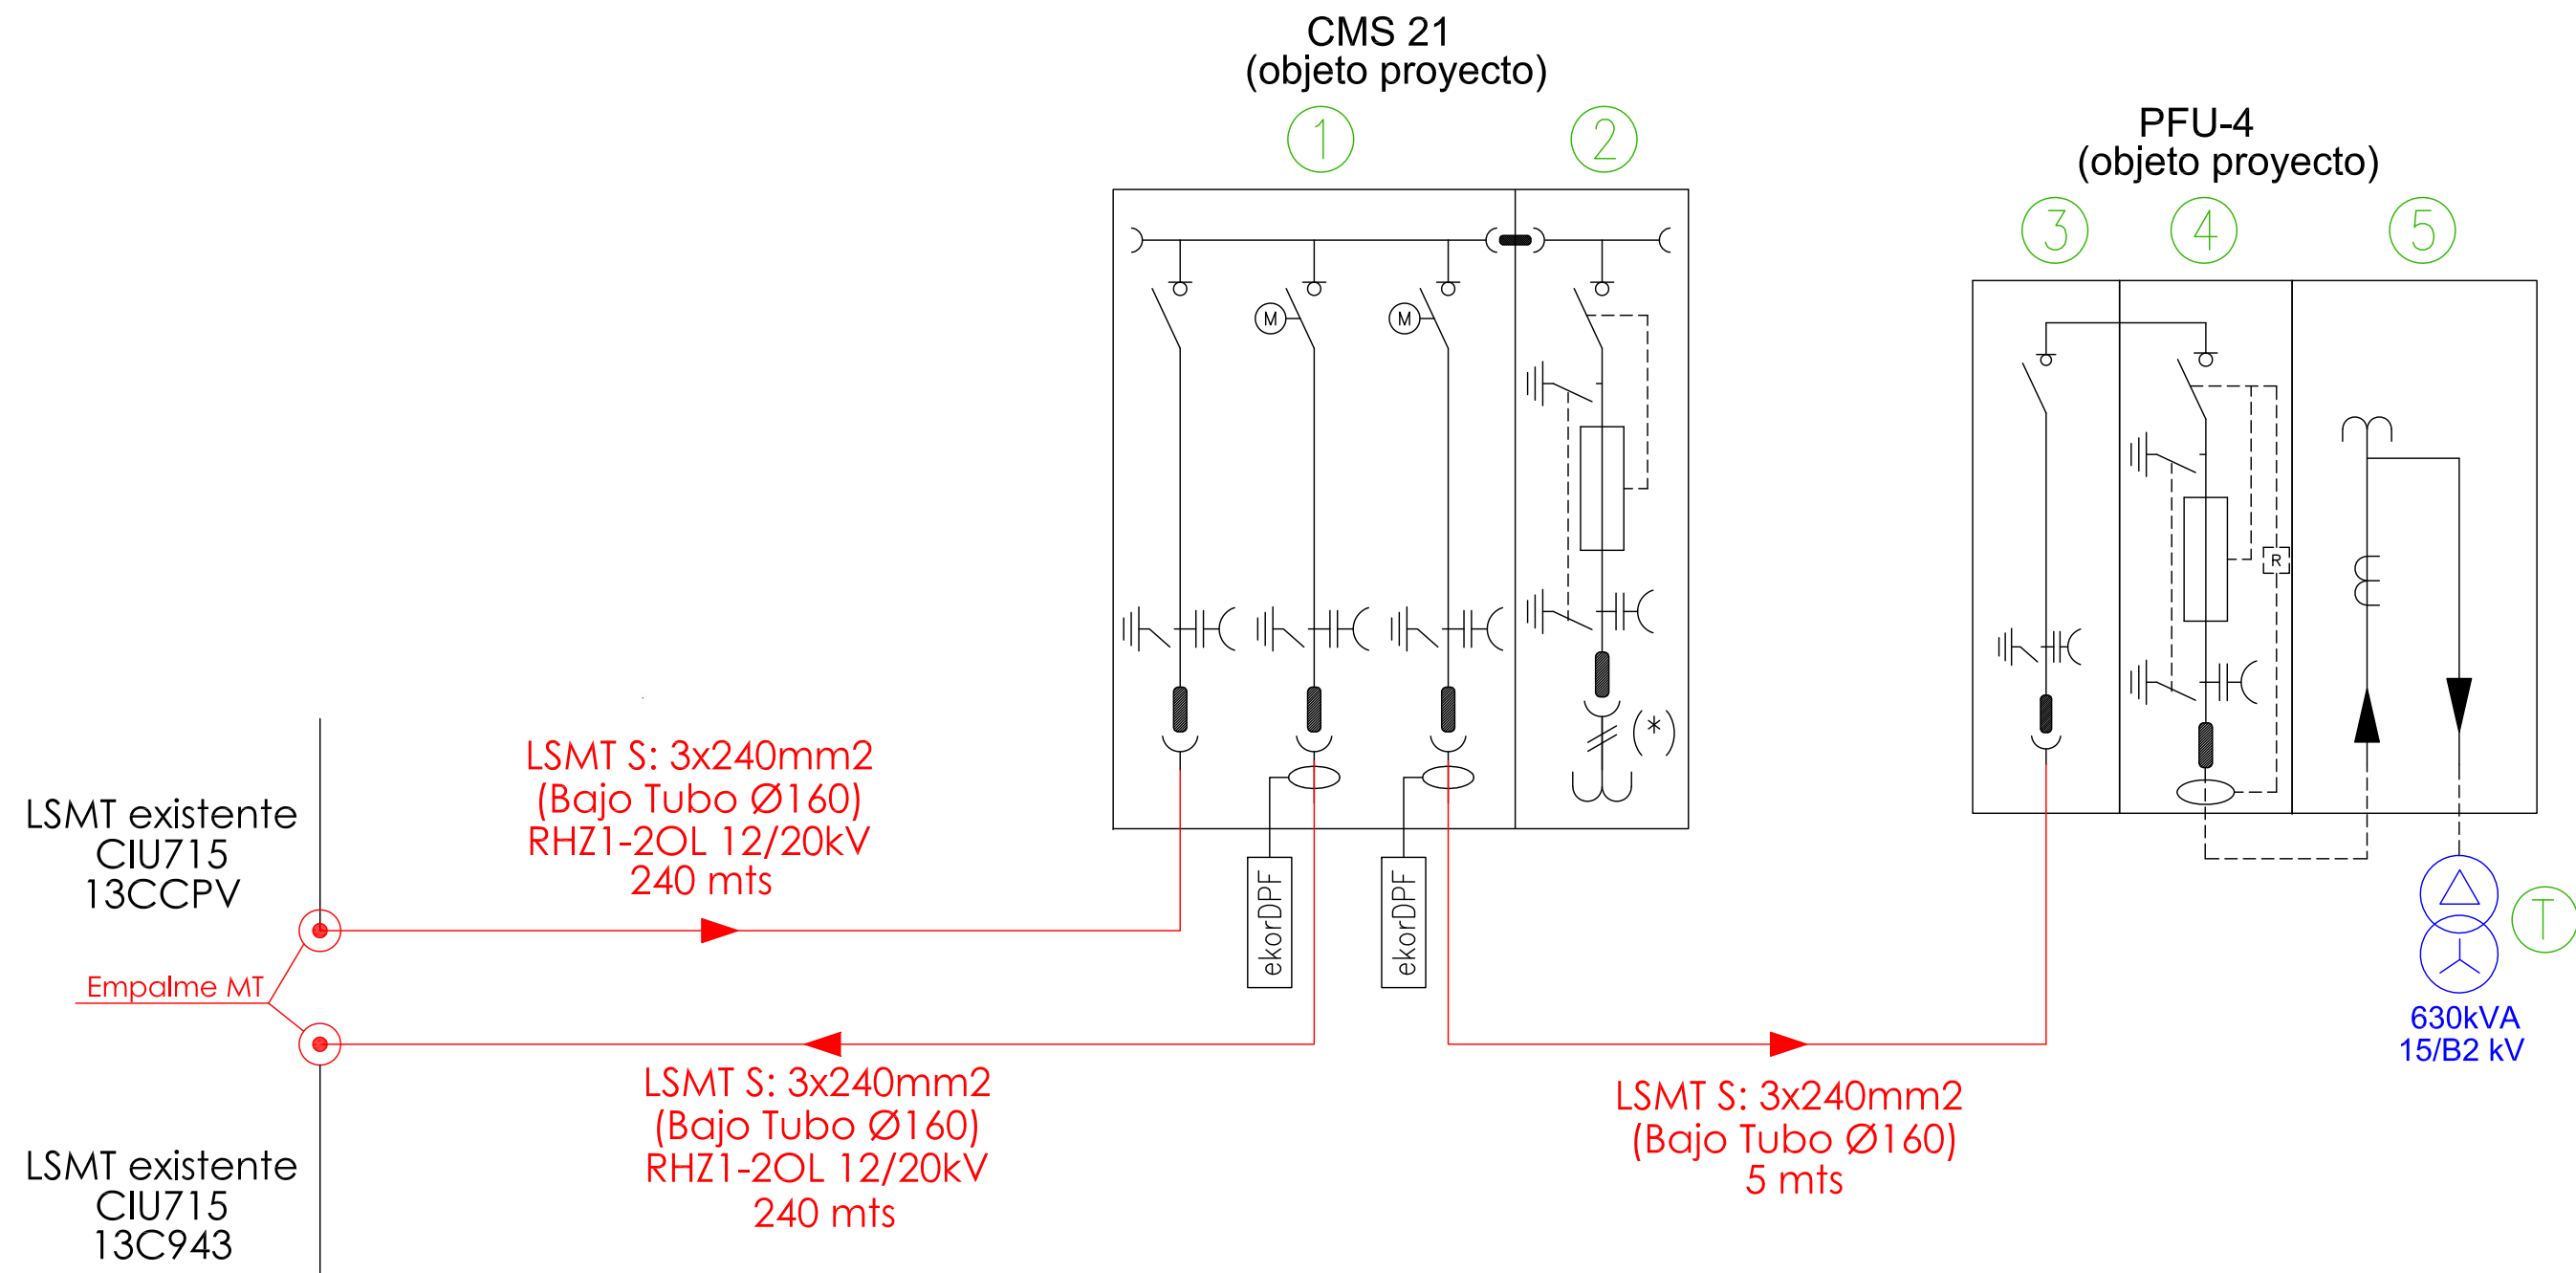 CMS 21
(objeto proyecto)
1
2
PFU-4
(objeto proyecto)
3
4
5
M
M
R
(*)
LSMT S: 3x240mm2
(Bajo Tubo Ø160)
RHZ1-2OL 12/20kV
240 mts
LSMT existente
CIU715
13CCPV
ekorDPF
ekorDPF
T
Empalme MT
630kVA
15/B2 kV
LSMT S: 3x240mm2
(Bajo Tubo Ø160)
RHZ1-2OL 12/20kV
240 mts
LSMT S: 3x240mm2
(Bajo Tubo Ø160)
5 mts
LSMT existente
CIU715
13C943